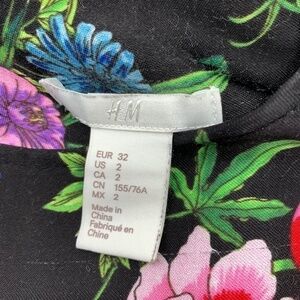 H&M
EUR 32
US 2
CA 2
CN 155/76A
MX 2
Made in
China
Fabriqué en
Chine